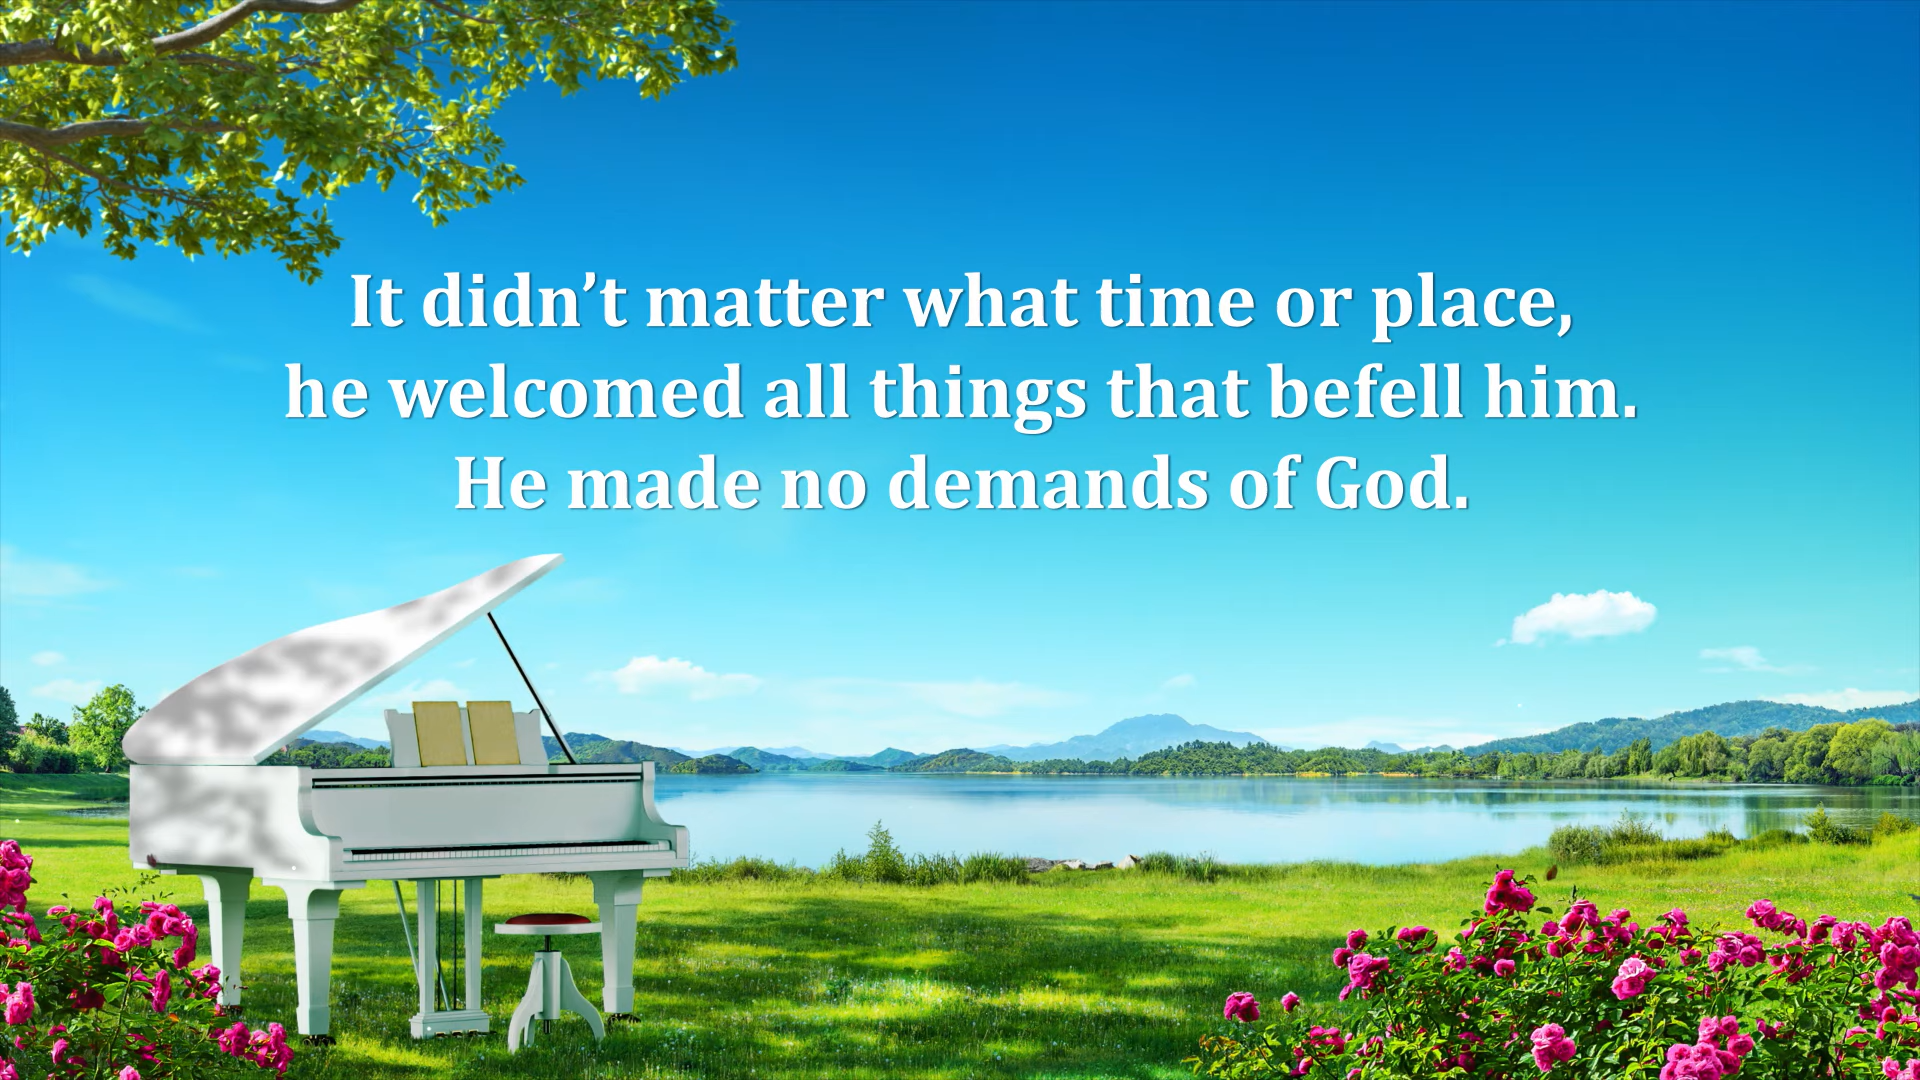 It didn’t matter what time or place,
he welcomed all things that befell him.
He made no demands of God.